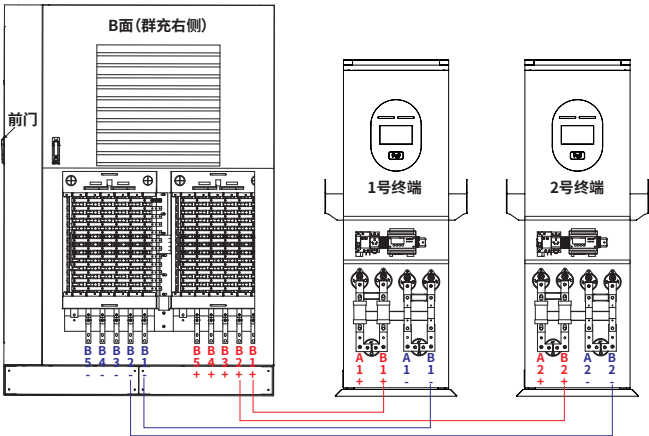 B面（群充右侧）
前门
1号终端
2号终端
B5-
B4-
B3-
B2-
B1-
B5+
B4+
B3+
B2+
B1+
A1+
B1+
A1-
B1-
A2+
B2+
A2-
B2-